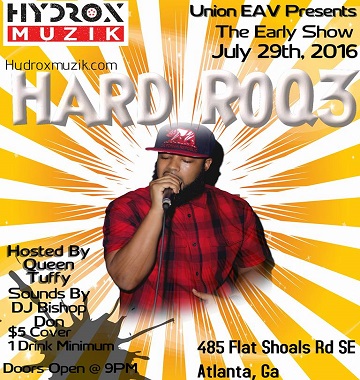 HYDROX
MUZIK
Hudroxmuzik.com
Union EAV Presents
The Early Show
July 29th, 2016
HARD ROQ3
Hosted By
Queen
Tuffy
Sounds By
DJ Bishop
Don
$5 Cover
1 Drink Minimum
Doors Open @ 9PM
485 Flat Shoals Rd SE
Atlanta, Ga